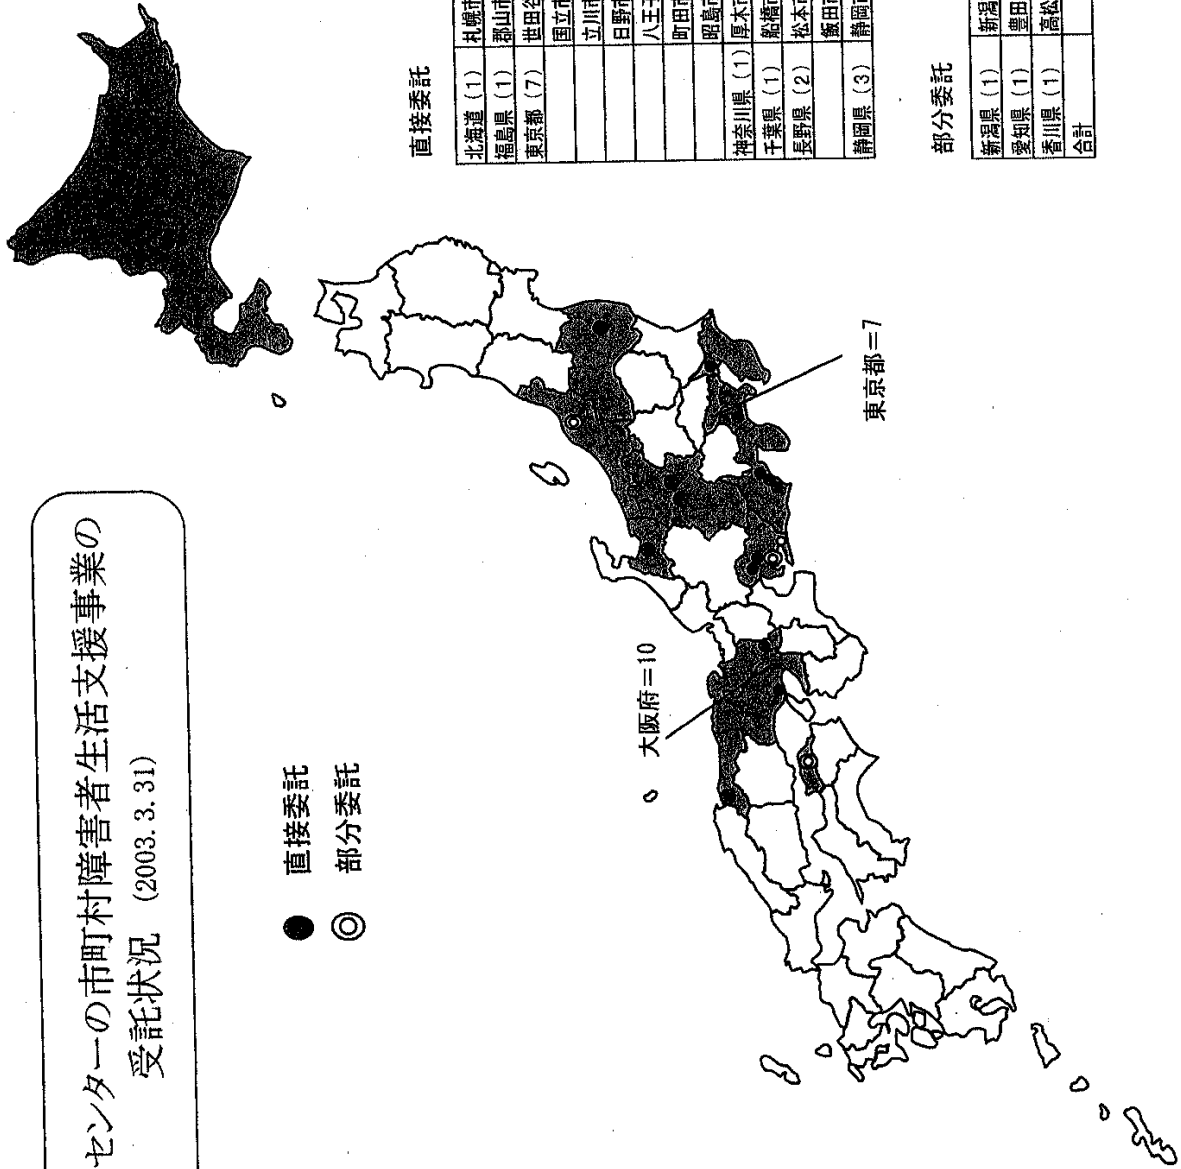 センターの市町村障害者生活支援事業の
受託状況 (2003. 3. 31)
● 直接委託
◎ 部分委託
大阪府=10
東京都=7
直接委託
北海道 (1) 札幌市
福島県 (1) 郡山市
東京都 (7) 世田谷
国立市
立川市
日野市
八王子
町田市
昭島市
神奈川県 (1) 厚木市
千葉県 (1) 船橋市
長野県 (2) 松本市
飯田市
静岡県 (3) 静岡市
部分委託
新潟県 (1) 新潟
愛知県 (1) 豊田
香川県 (1) 高松
合計